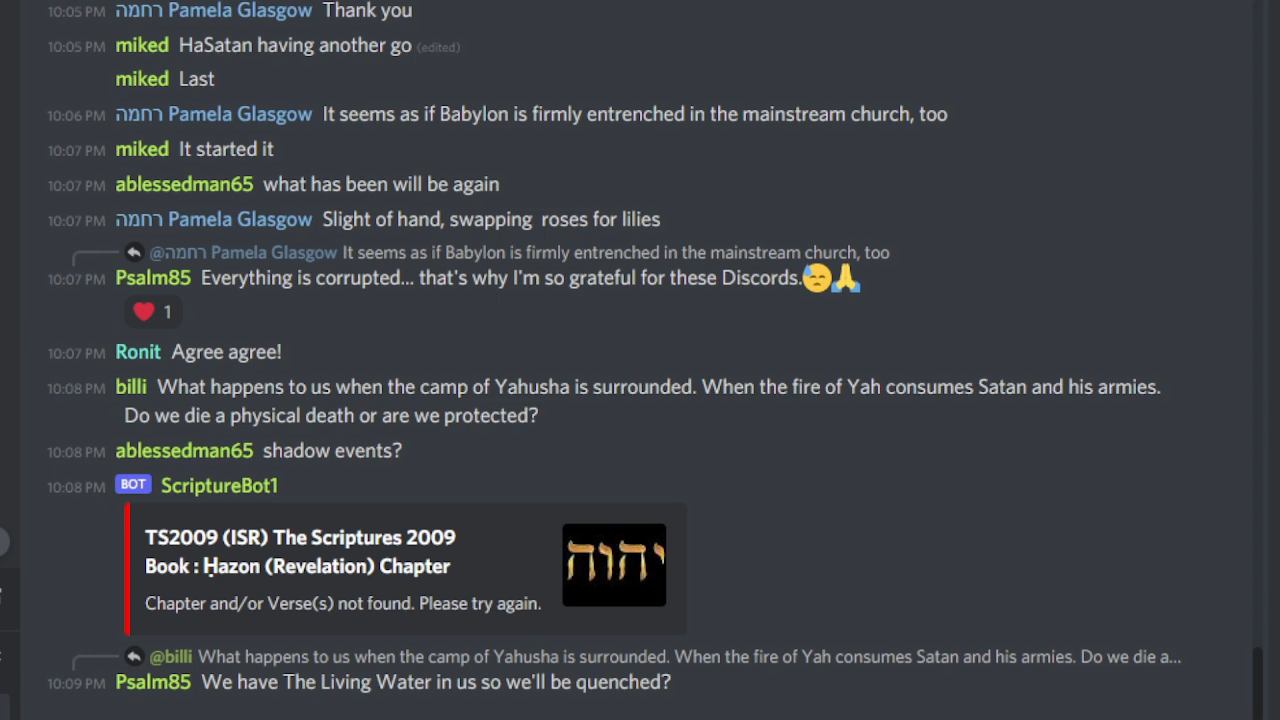 10:05 PM רחמה Pamela Glasgow Thank you
10:05 PM miked HaSatan having another go (edited)
miked Last
10:06 PM רחמה Pamela Glasgow It seems as if Babylon is firmly entrenched in the mainstream church, too
10:07 PM miked It started it
10:07 PM ablessedman65 what has been will be again
10:07 PM רחמה Pamela Glasgow Slight of hand, swapping roses for lilies
@רחמה Pamela Glasgow It seems as if Babylon is firmly entrenched in the mainstream church, too
10:07 PM Psalm85 Everything is corrupted... that's why I'm so grateful for these Discords.😓🙏
❤️ 1
10:07 PM Ronit Agree agree!
10:08 PM billi What happens to us when the camp of Yahusha is surrounded. When the fire of Yah consumes Satan and his armies.
Do we die a physical death or are we protected?
10:08 PM ablessedman65 shadow events?
10:08 PM BOT ScriptureBot1
TS2009 (ISR) The Scriptures 2009
Book : Ḥazon (Revelation) Chapter
יהוה
Chapter and/or Verse(s) not found. Please try again.
@billi What happens to us when the camp of Yahusha is surrounded. When the fire of Yah consumes Satan and his armies. Do we die a...
10:09 PM Psalm85 We have The Living Water in us so we'll be quenched?